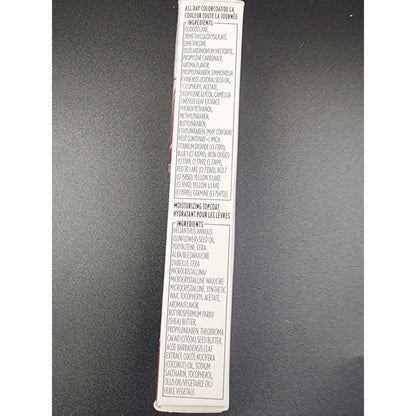 ALL-DAY COLORCOAT/DE LA
COULEUR TOUTE LA JOURNÉE
INGREDIENTS
ISODODECANE,
TRIMETHYLSILOXYSILICATE,
DIMETHICONE,
DISTEARDIMONIUM HECTORITE,
PROPYLENE CARBONATE,
AROMA/FLAVOR,
PROPYLPARABEN, SIMMONDSIA
CHINENSIS (JOJOBA) SEED OIL,
TOCOPHERYL ACETATE,
PROPYLENE GLYCOL, CAMELLIA
SINENSIS LEAF EXTRACT,
PHENOXYETHANOL,
METHYLPARABEN,
BUTYLPARABEN,
ETHYLPARABEN, [MAY CONTAIN/
PEUT CONTENIR/+/- MICA,
TITANIUM DIOXIDE (CI 77891),
BLUE 1 (CI 42090), IRON OXIDES
(CI 77491, CI 77492, CI 77499),
RED 30 LAKE (CI 73360), RED 7
(CI 15850), YELLOW 5 LAKE
(CI 19140), YELLOW 6 LAKE
(CI 15985), CARMINE (CI 75470)].
MOISTURIZING TOPCOAT
HYDRATANT POUR LES LÈVRES
INGREDIENTS
HELIANTHUS ANNUUS
(SUNFLOWER) SEED OIL,
POLYBUTENE, CERA
ALBA/BEESWAX/CIRE
D'ABEILLE, CERA
MICROCRISTALLINA/
MICROCRYSTALLINE WAX/CIRE
MICROCRYSTALLINE, SYNTHETIC
WAX, TOCOPHERYL ACETATE,
AROMA/FLAVOR,
BUTYROSPERMUM PARKII
(SHEA) BUTTER,
PROPYLPARABEN, THEOBROMA
CACAO (COCOA) SEED BUTTER,
ALOE BARBADENSIS LEAF
EXTRACT, COCOS NUCIFERA
(COCONUT) OIL, SODIUM
SACCHARIN, TOCOPHEROL,
OLUS OIL/VEGETABLE OIL/
HUILE VEGETALE.